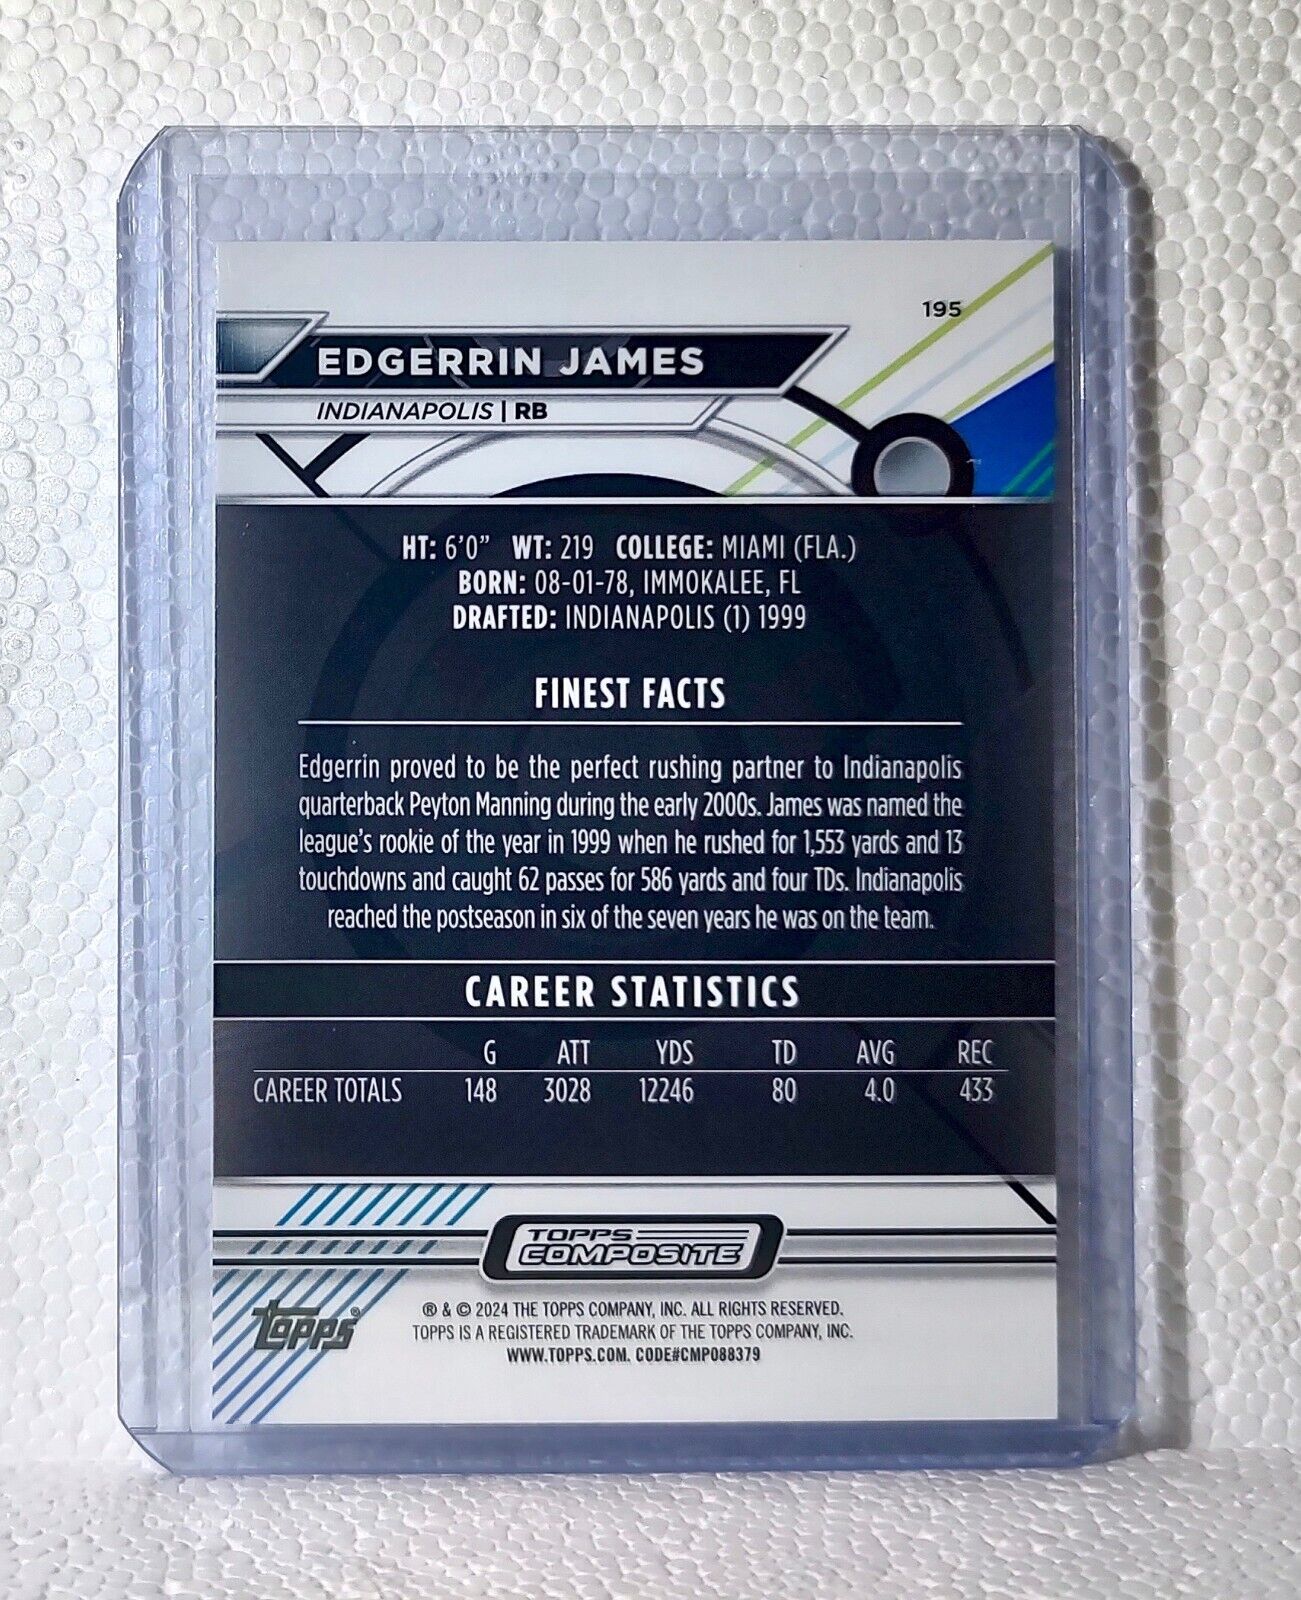 195
EDGERRIN JAMES
INDIANAPOLIS | RB
HT: 6'0" WT: 219 COLLEGE: MIAMI (FLA.)
BORN: 08-01-78, IMMOKALEE, FL
DRAFTED: INDIANAPOLIS (1) 1999
FINEST FACTS
Edgerrin proved to be the perfect rushing partner to Indianapolis
quarterback Peyton Manning during the early 2000s. James was named the
league's rookie of the year in 1999 when he rushed for 1,553 yards and 13
touchdowns and caught 62 passes for 586 yards and four TDs. Indianapolis
reached the postseason in six of the seven years he was on the team.
CAREER STATISTICS
G ATT YDS TD AVG REC
CAREER TOTALS 148 3028 12246 80 4.0 433
TOPPS
COMPOSITE
topps®
® & © 2024 THE TOPPS COMPANY, INC. ALL RIGHTS RESERVED.
TOPPS IS A REGISTERED TRADEMARK OF THE TOPPS COMPANY, INC.
WWW.TOPPS.COM. CODE#CMP088379